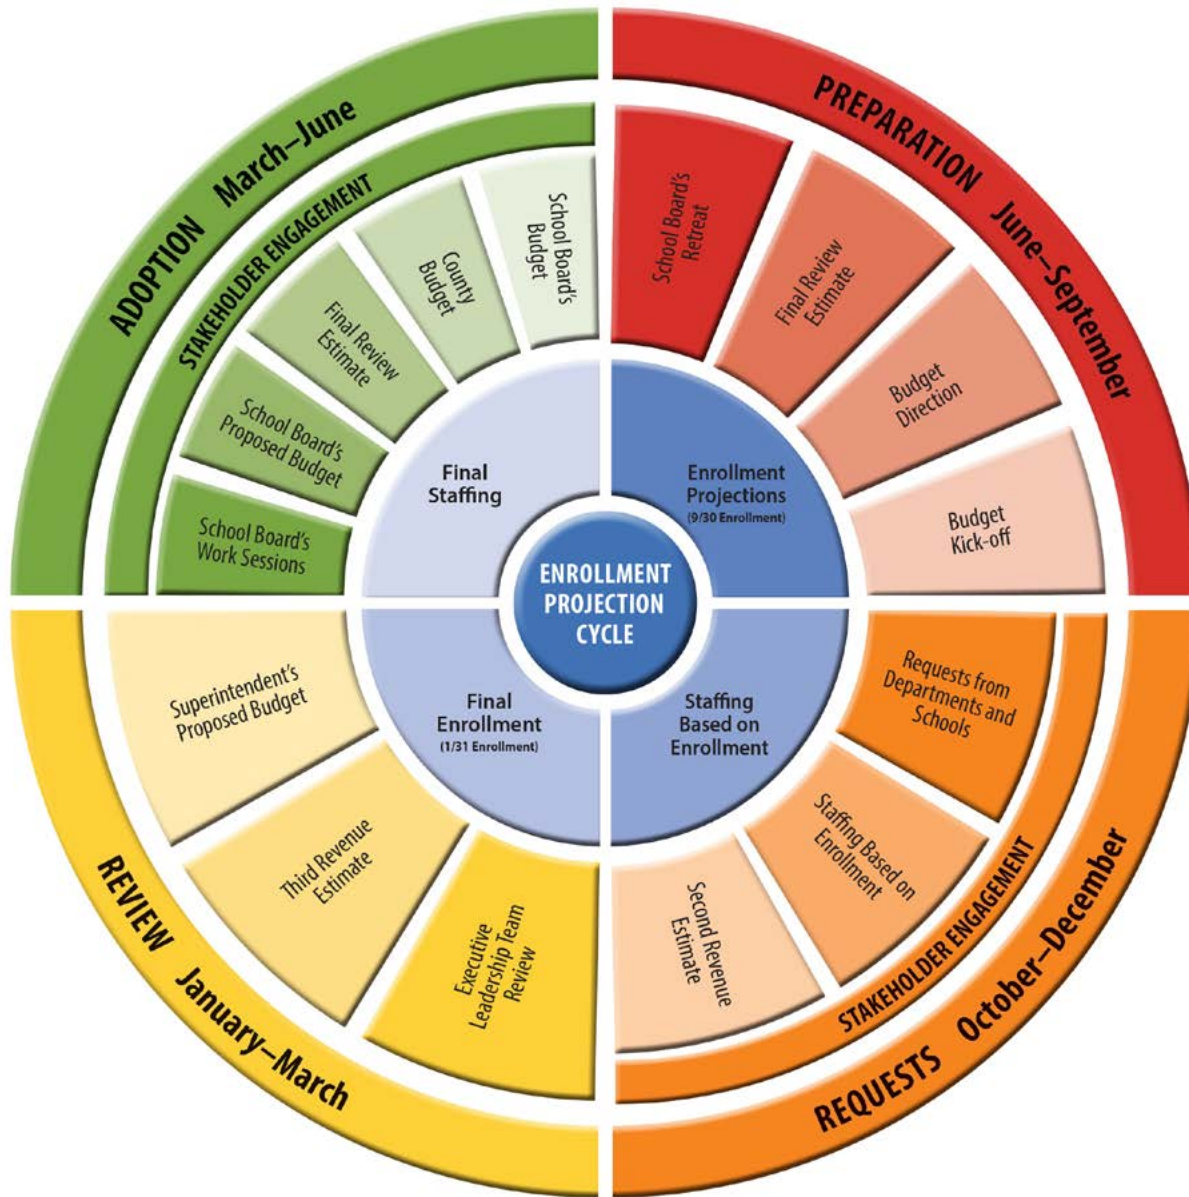 PREPARATION June–September
School Board's
Retreat
Final Review
Estimate
Budget
Direction
Budget
Kick-off
Enrollment
Projections
(9/30 Enrollment)
REQUESTS October–December
STAKEHOLDER ENGAGEMENT
Requests from
Departments and
Schools
Staffing Based on
Enrollment
Second Revenue
Estimate
Staffing
Based on
Enrollment
REVIEW January–March
Executive
Leadership Team
Review
Third Revenue
Estimate
Superintendent's
Proposed Budget
Final
Enrollment
(1/31 Enrollment)
ADOPTION March–June
STAKEHOLDER ENGAGEMENT
School Board's
Work Sessions
School Board's
Proposed Budget
Final Review
Estimate
County
Budget
School Board's
Budget
Final
Staffing
ENROLLMENT
PROJECTION
CYCLE